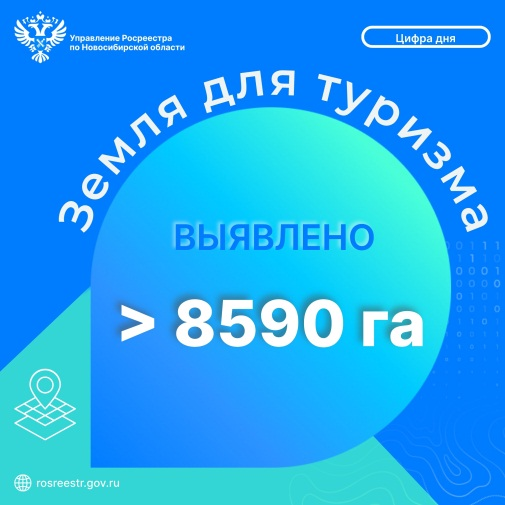 Управление Росреестра
по Новосибирской области
Цифра дня
Земля для туризма
ВЫЯВЛЕНО
> 8590 га
rosreestr.gov.ru